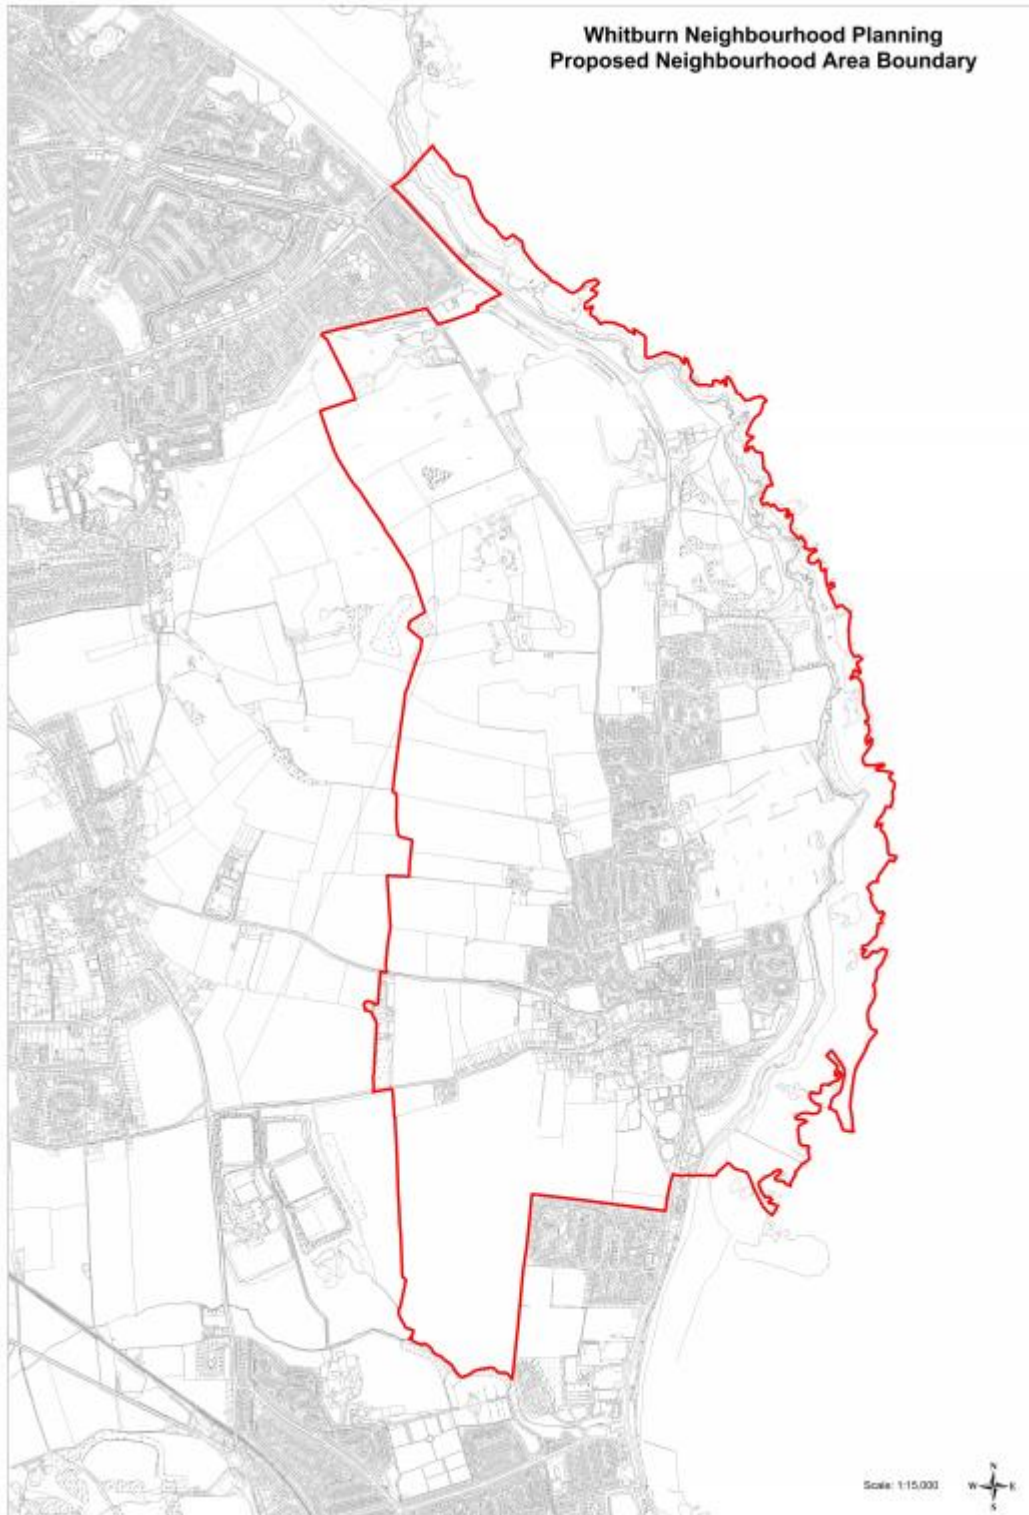 Whitburn Neighbourhood Planning
Proposed Neighbourhood Area Boundary
Scale: 1:15,000
N
W E
S